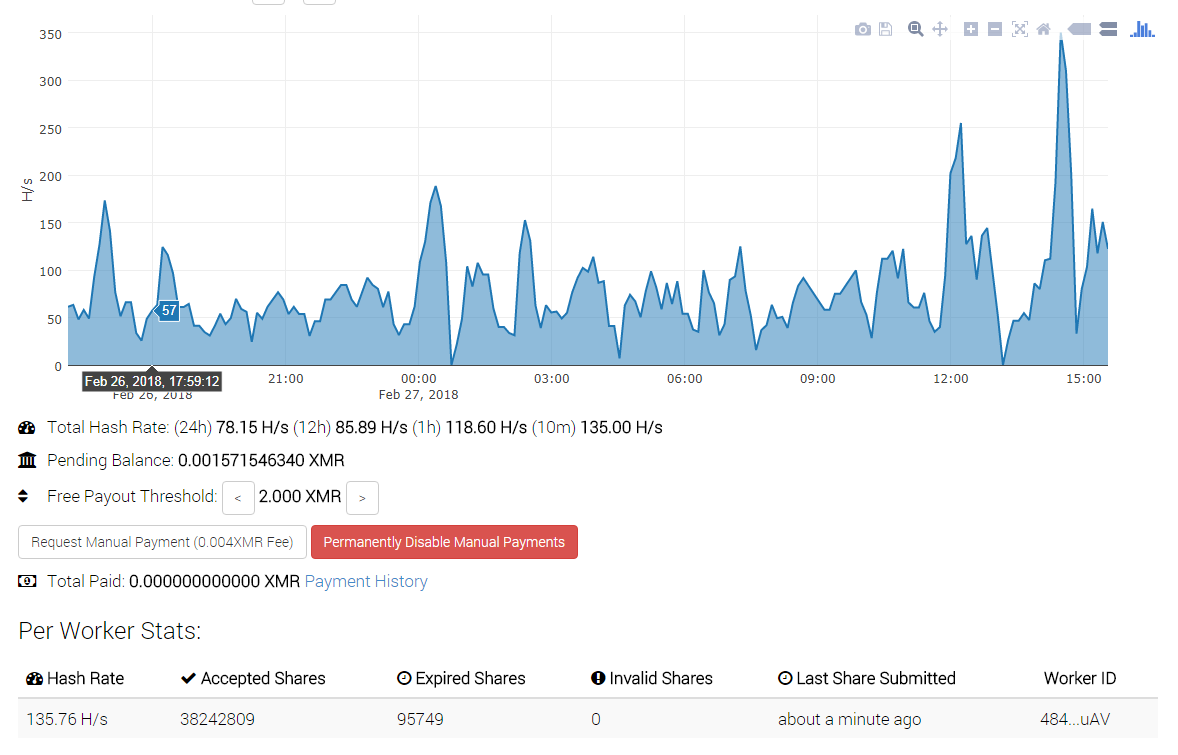 350
300
250
200
150
100
50
0
H/s
57
Feb 26, 2018, 17:59:12
Feb 26, 2018
21:00
00:00
Feb 27, 2018
03:00
06:00
09:00
12:00
15:00
Total Hash Rate: (24h) 78.15 H/s (12h) 85.89 H/s (1h) 118.60 H/s (10m) 135.00 H/s
Pending Balance: 0.001571546340 XMR
Free Payout Threshold: < 2.000 XMR >
Request Manual Payment (0.004XMR Fee) Permanently Disable Manual Payments
Total Paid: 0.000000000000 XMR Payment History
Per Worker Stats:
Hash Rate Accepted Shares Expired Shares Invalid Shares Last Share Submitted Worker ID
135.76 H/s 38242809 95749 0 about a minute ago 484...uAV